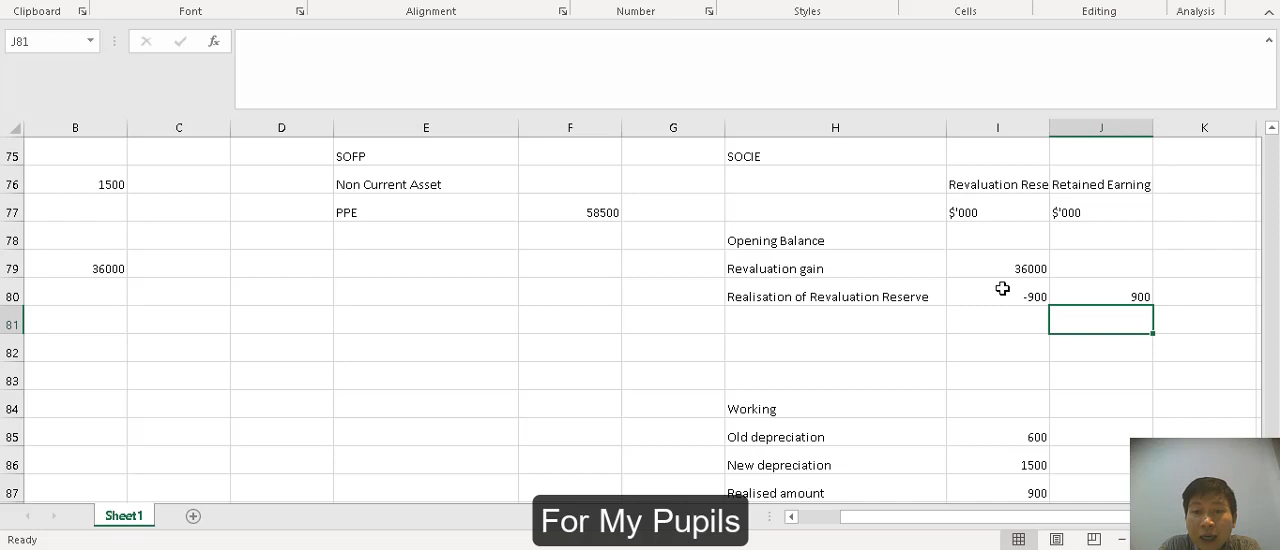 Clipboard Font Alignment Number Styles Cells Editing Analysis
J81 fx
B C D E F G H I J K
75 SOFP SOCIE
76 1500 Non Current Asset Revaluation Rese Retained Earning
77 PPE 58500 $'000 $'000
78 Opening Balance
79 36000 Revaluation gain 36000
80 Realisation of Revaluation Reserve -900 900
81
82
83
84 Working
85 Old depreciation 600
86 New depreciation 1500
87 Realised amount 900
Sheet1
For My Pupils
Ready